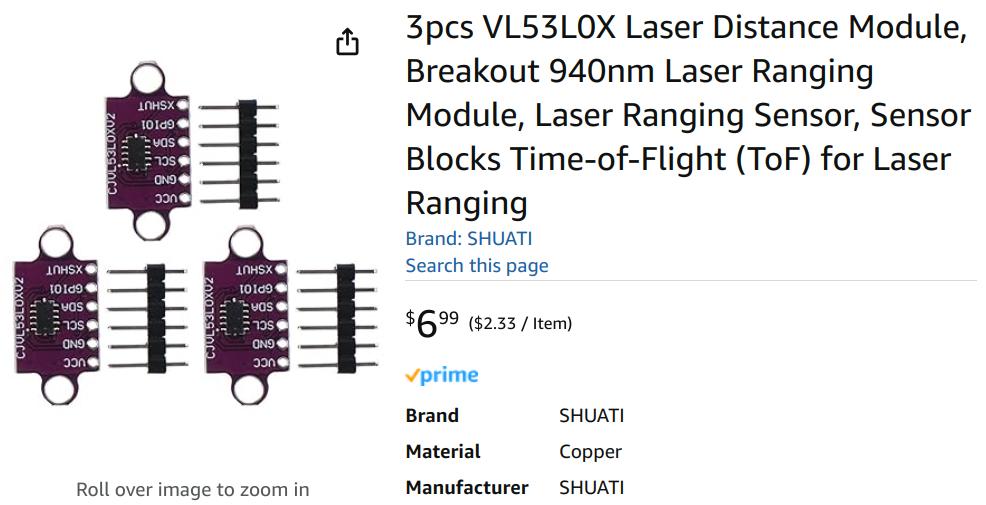 3pcs VL53L0X Laser Distance Module,
Breakout 940nm Laser Ranging
Module, Laser Ranging Sensor, Sensor
Blocks Time-of-Flight (ToF) for Laser
Ranging
Brand: SHUATI
Search this page
$6.99 ($2.33 / Item)
prime
Brand SHUATI
Material Copper
Manufacturer SHUATI
CJVL53L0XV2
XSHUT
GPI01
SDA
SCL
GND
VCC
CJVL53L0XV2
XSHUT
GPI01
SDA
SCL
GND
VCC
CJVL53L0XV2
XSHUT
GPI01
SDA
SCL
GND
VCC
Roll over image to zoom in